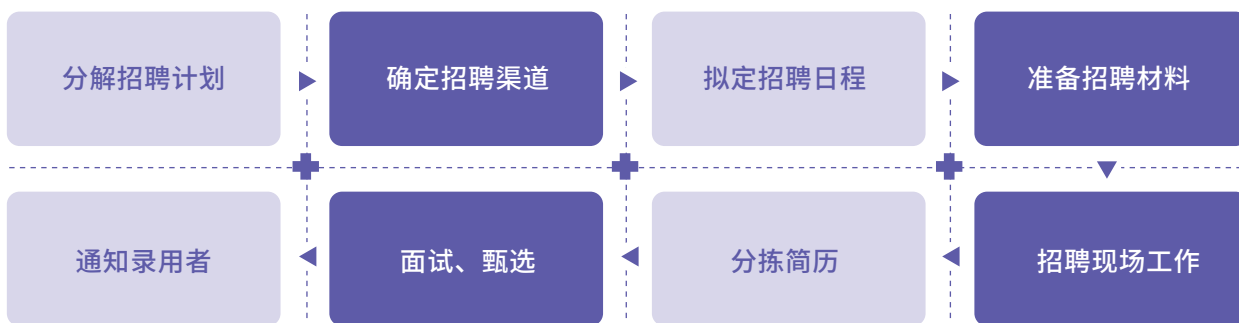 分解招聘计划
确定招聘渠道
拟定招聘日程
准备招聘材料
通知录用者
面试、甄选
分拣简历
招聘现场工作